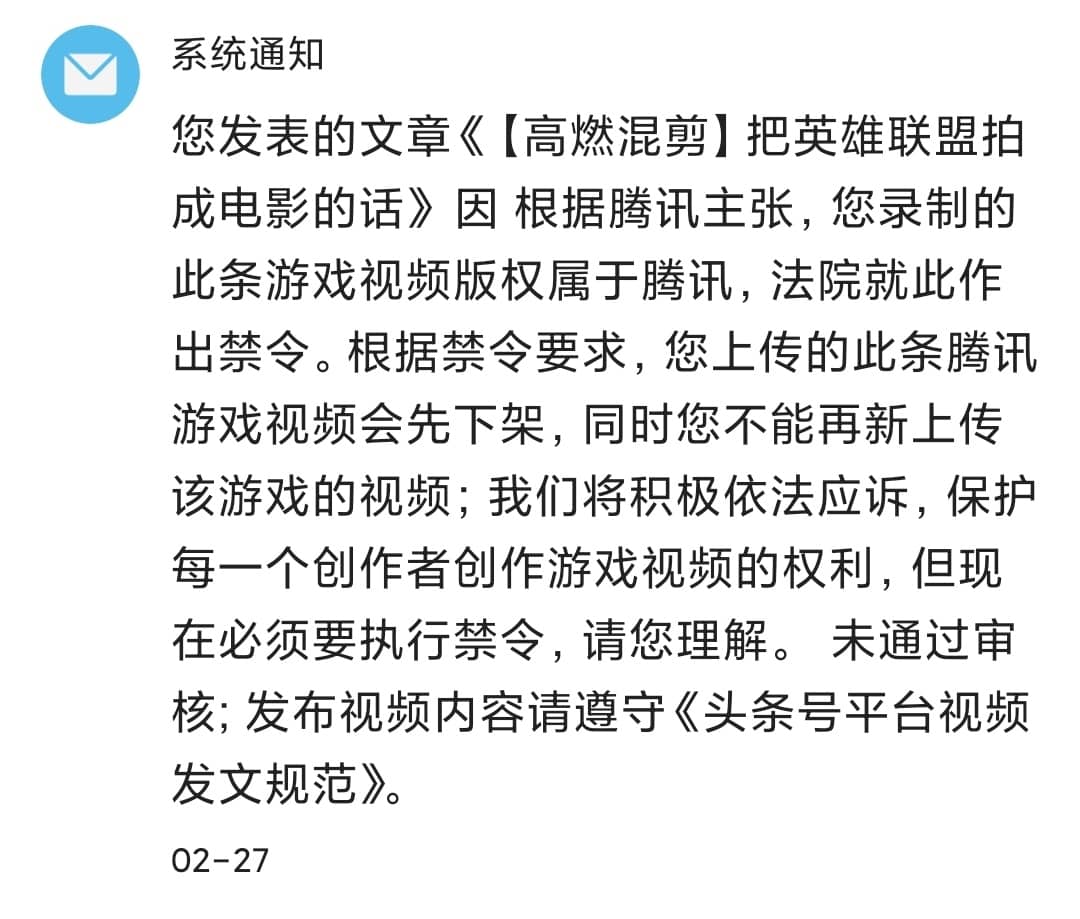 系统通知
您发表的文章《【高燃混剪】把英雄联盟拍
成电影的话》因 根据腾讯主张，您录制的
此条游戏视频版权属于腾讯，法院就此作
出禁令。根据禁令要求，您上传的此条腾讯
游戏视频会先下架，同时您不能再新上传
该游戏的视频；我们将积极依法应诉，保护
每一个创作者创作游戏视频的权利，但现
在必须要执行禁令，请您理解。 未通过审
核; 发布视频内容请遵守《头条号平台视频
发文规范》。
02-27